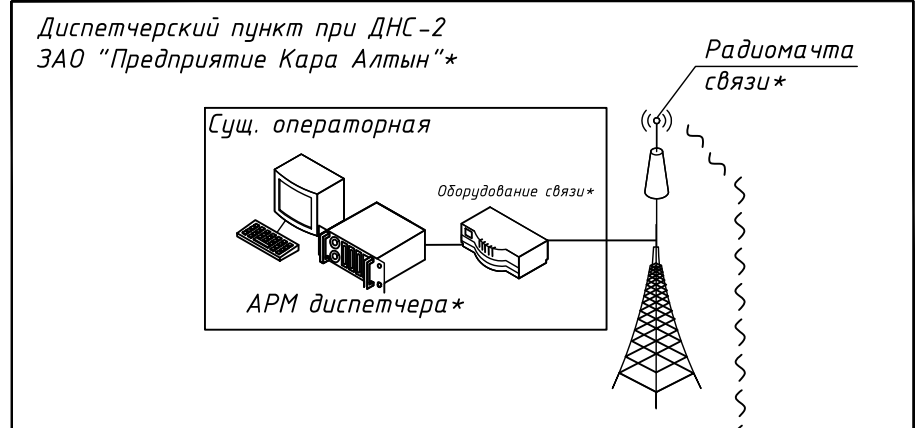 Диспетчерский пункт при ДНС-2
ЗАО "Предприятие Кара Алтын"*
Радиомачта
связи*
Сущ. операторная
Оборудование связи*
АРМ диспетчера*